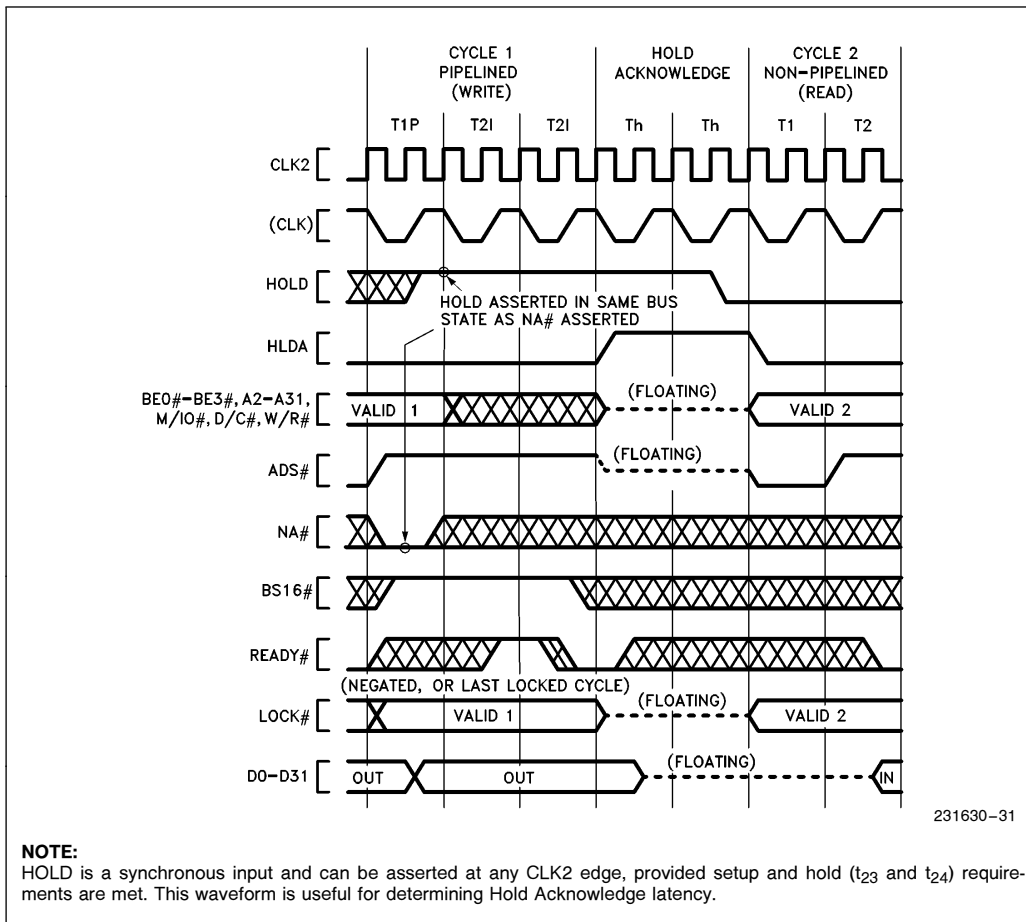 CYCLE 1
PIPELINED
(WRITE)
HOLD
ACKNOWLEDGE
CYCLE 2
NON-PIPELINED
(READ)
T1P T2I T2I Th Th T1 T2
CLK2
(CLK)
HOLD
HOLD ASSERTED IN SAME BUS
STATE AS NA# ASSERTED
HLDA
BE0#-BE3#, A2-A31,
M/IO#, D/C#, W/R#
VALID 1
(FLOATING)
VALID 2
ADS#
(FLOATING)
NA#
BS16#
READY#
(NEGATED, OR LAST LOCKED CYCLE)
LOCK#
VALID 1
(FLOATING)
VALID 2
D0-D31
OUT
OUT
(FLOATING)
IN
231630–31
NOTE:
HOLD is a synchronous input and can be asserted at any CLK2 edge, provided setup and hold (t23 and t24) require-
ments are met. This waveform is useful for determining Hold Acknowledge latency.